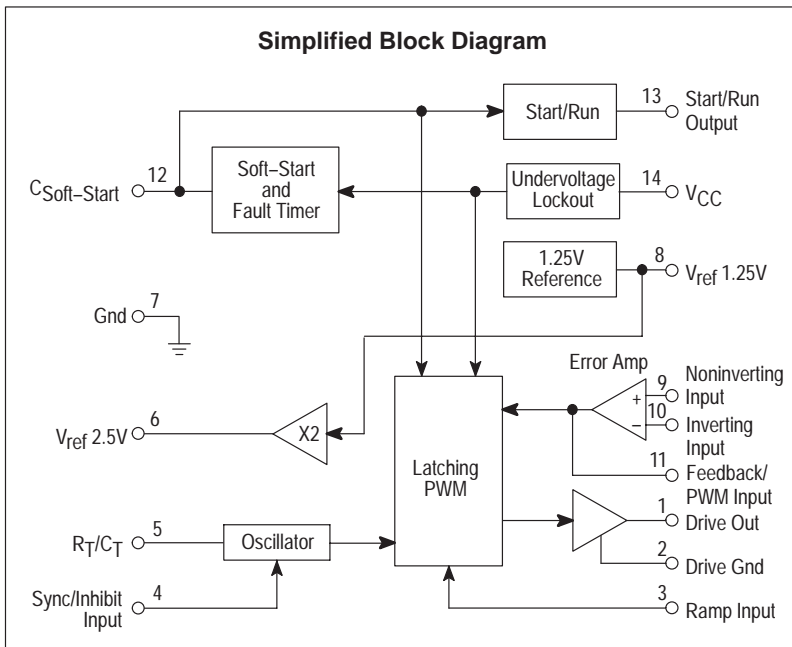 Simplified Block Diagram
13
Start/Run
Start/Run
Output
12
CSoft–Start
Soft–Start
and
Fault Timer
Undervoltage
Lockout
14
VCC
1.25V
Reference
8
Vref 1.25V
7
Gnd
Error Amp
9
Noninverting
Input
+
10
–
Inverting
Input
6
Vref 2.5V
X2
Latching
PWM
11
Feedback/
PWM Input
1
Drive Out
5
RT/CT
Oscillator
2
Drive Gnd
4
Sync/Inhibit
Input
3
Ramp Input